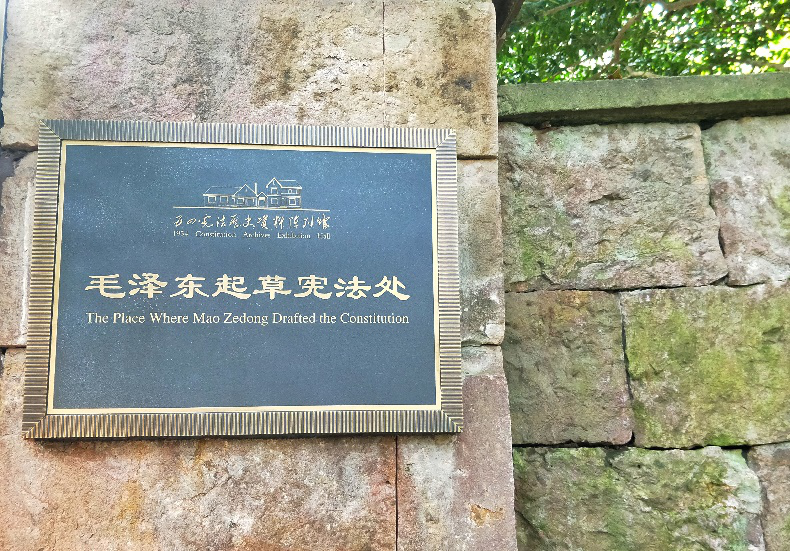 五四宪法历史资料陈列馆
1954 Constitution Archives Exhibition Hall
毛泽东起草宪法处
The Place Where Mao Zedong Drafted the Constitution